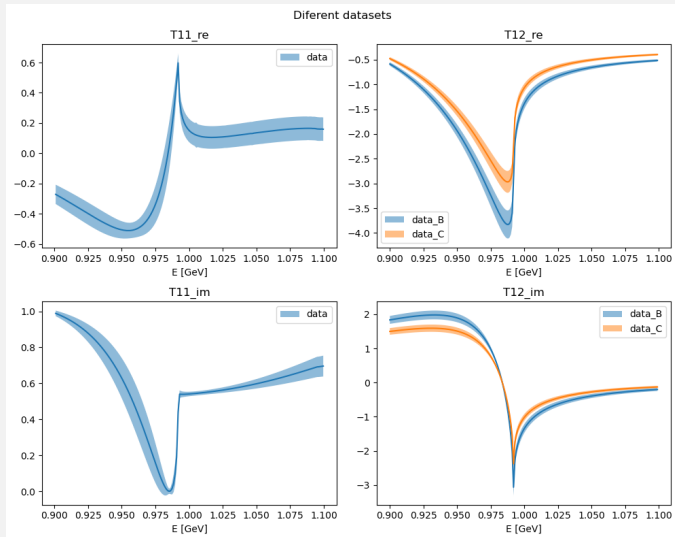 Diferent datasets
T11_re
T12_re
0.6
0.4
0.2
0.0
−0.2
−0.4
−0.6
data
0.900 0.925 0.950 0.975 1.000 1.025 1.050 1.075 1.100
E [GeV]
−0.5
−1.0
−1.5
−2.0
−2.5
−3.0
−3.5
−4.0
data_B
data_C
0.900 0.925 0.950 0.975 1.000 1.025 1.050 1.075 1.100
E [GeV]
T11_im
T12_im
1.0
0.8
0.6
0.4
0.2
0.0
data
0.900 0.925 0.950 0.975 1.000 1.025 1.050 1.075 1.100
E [GeV]
2
1
0
−1
−2
−3
data_B
data_C
0.900 0.925 0.950 0.975 1.000 1.025 1.050 1.075 1.100
E [GeV]